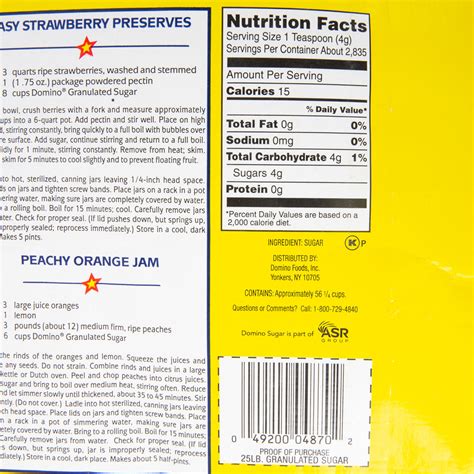 ASY STRAWBERRY PRESERVES
3 quarts ripe strawberries, washed and stemmed
1 (1.75 oz.) package powdered pectin
8 cups Domino® Granulated Sugar
bowl, crush berries with a fork and measure approximately
ups into a 6-quart pot. Add pectin and stir well. Place on high
d, stirring constantly, bring quickly to a full boil with bubbles over
re surface. Add sugar, continue stirring and return to a full boil.
ldly for 1 minute, stirring constantly. Remove from heat; skim.
skim for 5 minutes to cool slightly and to prevent floating fruit.
to hot, sterilized, canning jars leaving 1/4-inch head space.
ds on jars and tighten screw bands. Place jars on a rack in a pot
ering water, making sure jars are completely covered by water.
a rolling boil. Boil for 15 minutes; cool. Carefully remove jars
ater. Check for proper seal. (If lid pushes down, but springs up,
mproperly sealed; reprocess immediately.) Store in a cool, dark
Makes 5 pints.
PEACHY ORANGE JAM
3 large juice oranges
1 lemon
3 pounds (about 12) medium firm, ripe peaches
6 cups Domino® Granulated Sugar
the rinds of the oranges and lemon. Squeeze the juices and
e any seeds. Do not strain. Combine rinds and juices in a large
kettle or Dutch oven. Peel and chop peaches into citrus juices.
sugar and bring to boil over medium heat, stirring often. Reduce
nd let simmer slowly until thickened, about 35 to 45 minutes. Stir
ntly. (Do not cover.) Ladle into hot sterilized, canning jars leaving
ch head space. Place lids on jars and tighten screw bands. Place
n a rack in a pot of simmering water, making sure jars are
letely covered by water. Bring to a rolling boil. Boil for 15 minutes;
Carefully remove jars from water. Check for proper seal. (If lid
es down, but springs up, jar is improperly sealed; reprocess
diately.) Store in a cool, dark place. Makes about 5 half-pints.
Nutrition Facts
Serving Size 1 Teaspoon (4g)
Servings Per Container About 2,835
Amount Per Serving
Calories 15
% Daily Value*
Total Fat 0g 0%
Sodium 0mg 0%
Total Carbohydrate 4g 1%
Sugars 4g
Protein 0g
*Percent Daily Values are based on a
2,000 calorie diet.
INGREDIENT: SUGAR K P
DISTRIBUTED BY:
Domino Foods, Inc.
Yonkers, NY 10705
CONTAINS: Approximately 56 ¼ cups.
Questions or Comments? Call: 1-800-729-4840
Domino Sugar is part of ASR
GROUP
0 49200 04870 2
PROOF OF PURCHASE
25LB. GRANULATED SUGAR